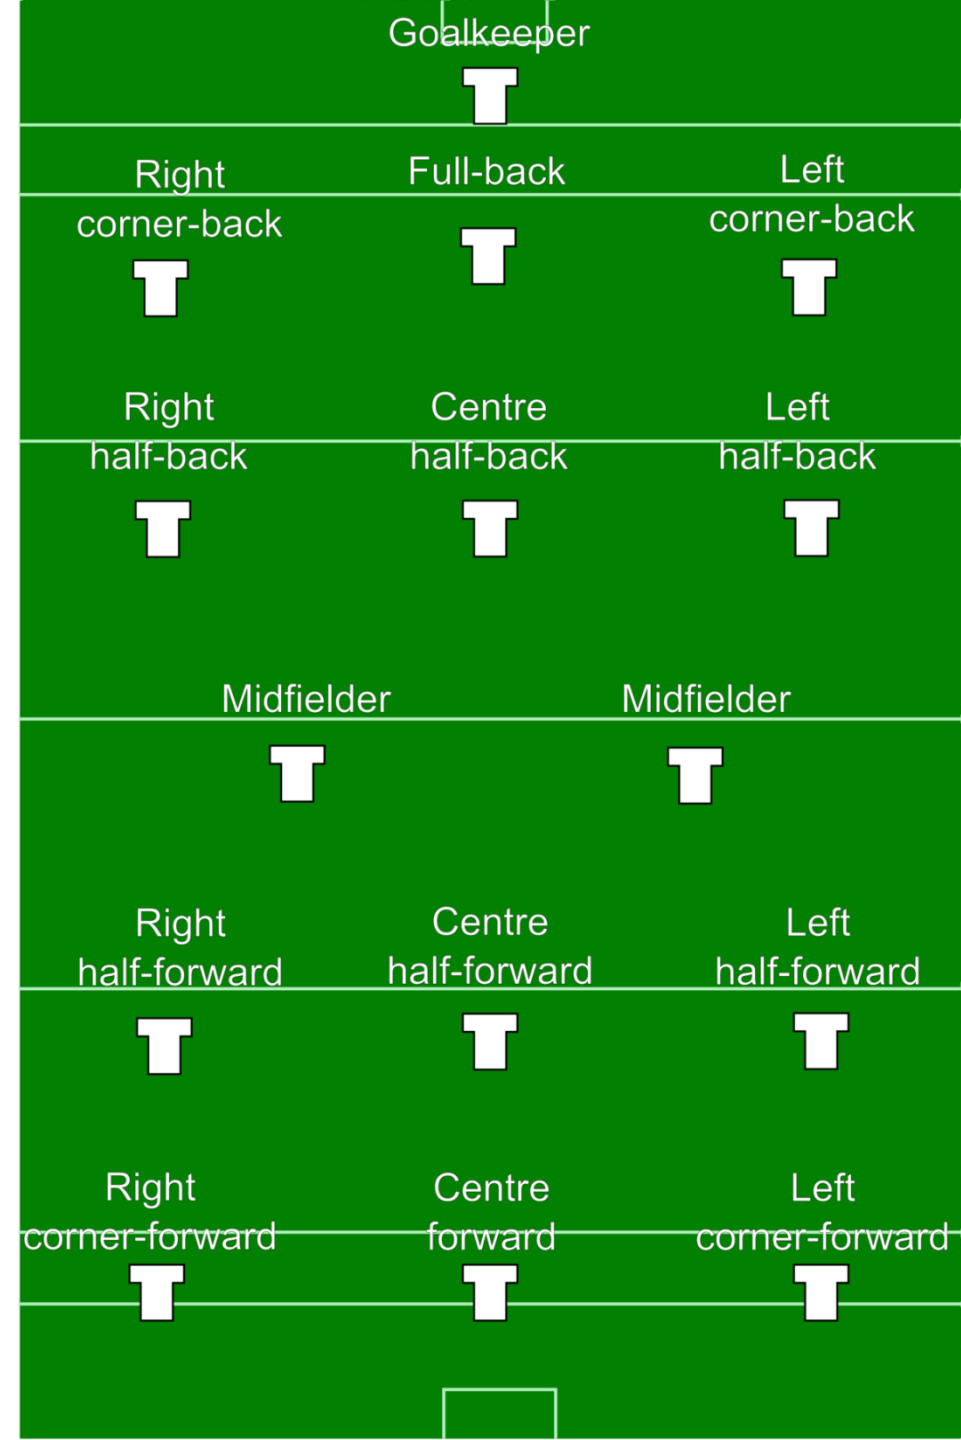 Goalkeeper
Right
corner-back
Full-back
Left
corner-back
Right
half-back
Centre
half-back
Left
half-back
Midfielder
Midfielder
Right
half-forward
Centre
half-forward
Left
half-forward
Right
corner-forward
Centre
forward
Left
corner-forward